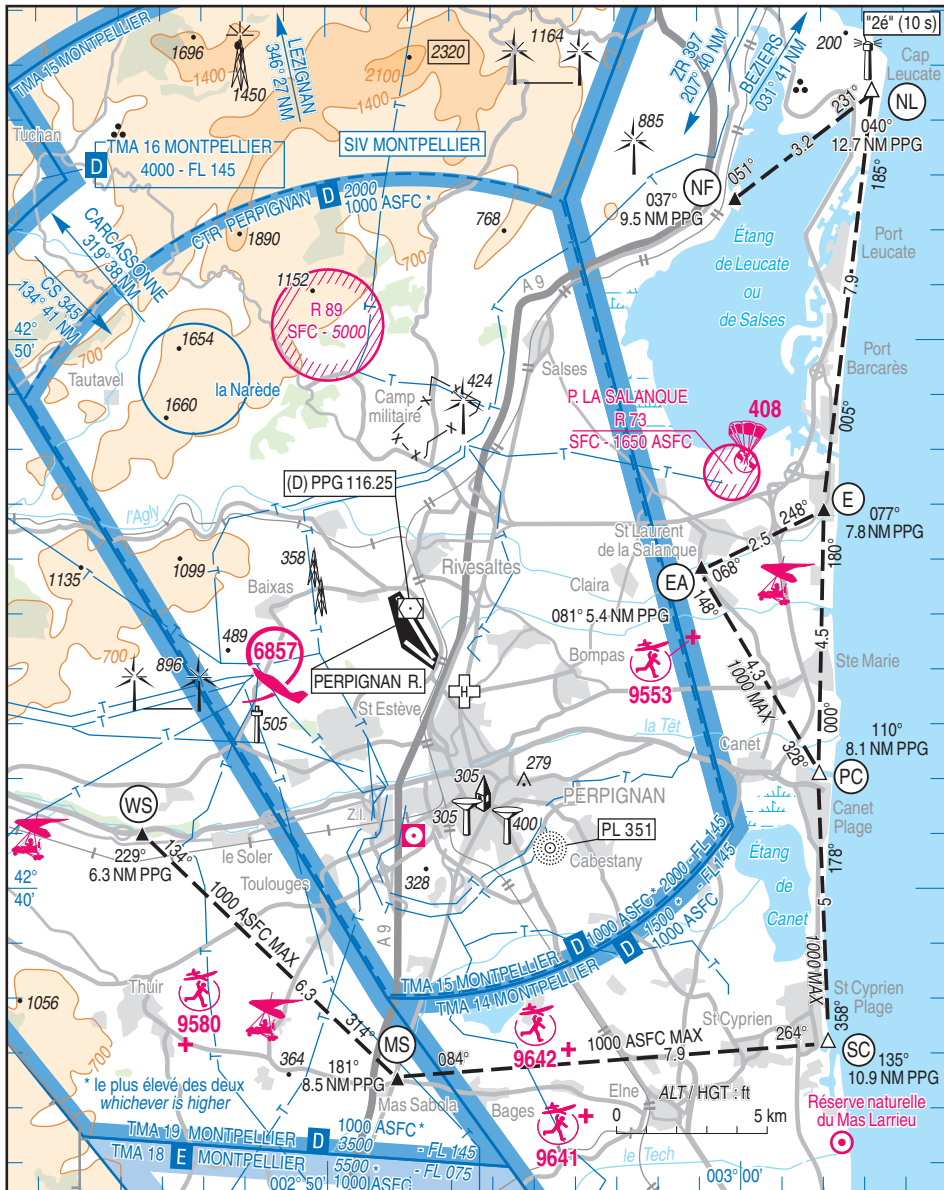 TMA 15 MONTPELLIER
1696
1400
1450
LEZIGNAN
346° 27 NM
2100
1400
2320
1164
ZR 397
207° 40 NM
BEZIERS
031° 41 NM
200
"2é" (10 s)
Cap
Leucate
NL
040°
12.7 NM PPG
231°
3.2
051°
185°
Tuchan
D
TMA 16 MONTPELLIER
4000 - FL 145
SIV MONTPELLIER
885
NF
037°
9.5 NM PPG
CTR PERPIGNAN D 2000
1000 ASFC *
1890
768
700
Étang
de Leucate
ou
de Salses
Port
Leucate
7.9
CARCASSONNE
319° 38 NM
CS 345
134° 41 NM
1152
R 89
SFC - 5000
A 9
42°
50'
700
1654
la Narède
1660
Tautavel
Camp
militaire
424
Salses
Port
Barcarès
P. LA SALANQUE
R 73
SFC - 1650 ASFC
408
005°
(D) PPG 116.25
l'Agly
E
077°
7.8 NM PPG
248°
2.5
068°
180°
St Laurent
de la Salanque
1135
1099
358
Baixas
Rivesaltes
Claira
EA
081° 5.4 NM PPG
148°
4.3
1000 MAX
328°
4.5
000°
700
896
489
6857
PERPIGNAN R.
St Estève
505
H
Bompas
9553
Ste Marie
la Têt
Canet
110°
8.1 NM PPG
PC
Canet
Plage
WS
229°
6.3 NM PPG
134°
Z.I.
305
305
279
400
PERPIGNAN
PL 351
Cabestany
le Soler
Toulouges
328
42°
40'
Étang
de
Canet
178°
5
1000 MAX
358°
1000 ASFC MAX
6.3
314°
A 9
1000 ASFC * 2000 - FL 145
D 1500 * - FL 145
D 1000 ASFC
TMA 15 MONTPELLIER
TMA 14 MONTPELLIER
1056
700
Thuir
9580
364
MS
181°
8.5 NM PPG
Mas Sabola
084°
9642
1000 ASFC MAX
7.9
264°
St Cyprien
St Cyprien
Plage
SC
135°
10.9 NM PPG
* le plus élevé des deux
whichever is higher
Bages
Elne
ALT / HGT : ft
0 5 km
Réserve naturelle
du Mas Larrieu
9641
le Tech
TMA 19 MONTPELLIER D 1000 ASFC *
3500 - FL 145
TMA 18 E MONTPELLIER 5500 * - FL 075
1000 ASFC
002° 50'
003° 00'